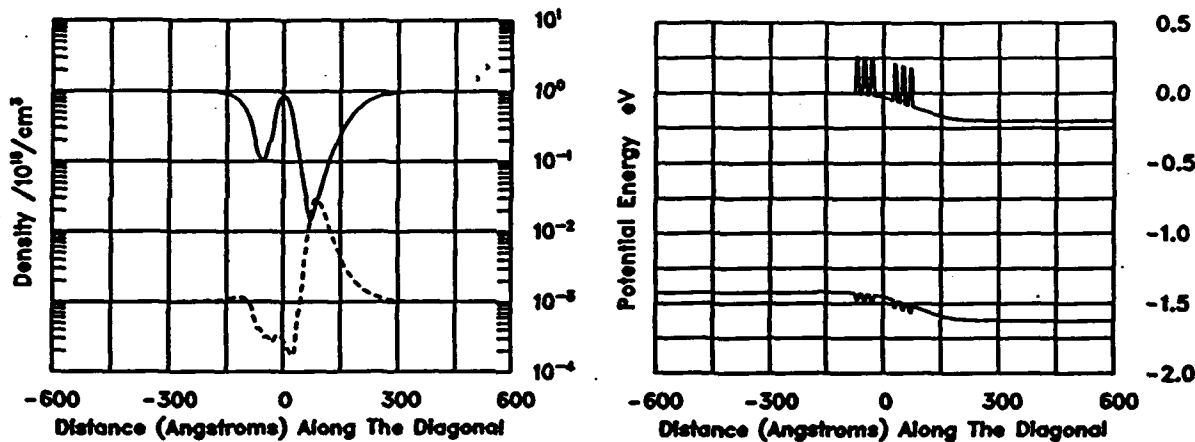 Density /10¹⁸/cm³
10¹
10⁰
10⁻¹
10⁻²
10⁻³
10⁻⁴
-600 -300 0 300 600
Distance (Angstroms) Along The Diagonal
Potential Energy eV
0.5
0.0
-0.5
-1.0
-1.5
-2.0
-600 -300 0 300 600
Distance (Angstroms) Along The Diagonal